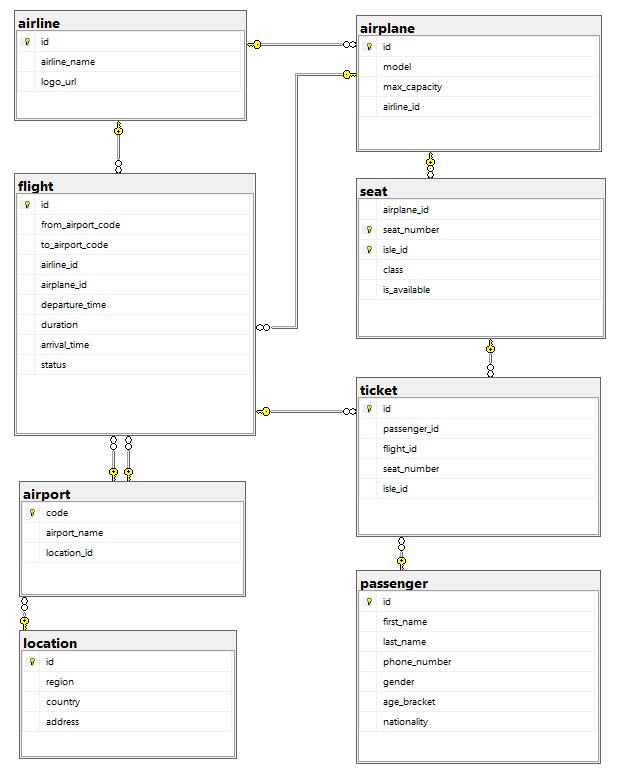 airline
id
airline_name
logo_url
airplane
id
model
max_capacity
airline_id
flight
id
from_airport_code
to_airport_code
airline_id
airplane_id
departure_time
duration
arrival_time
status
seat
airplane_id
seat_number
isle_id
class
is_available
ticket
id
passenger_id
flight_id
seat_number
isle_id
airport
code
airport_name
location_id
passenger
id
first_name
last_name
phone_number
gender
age_bracket
nationality
location
id
region
country
address